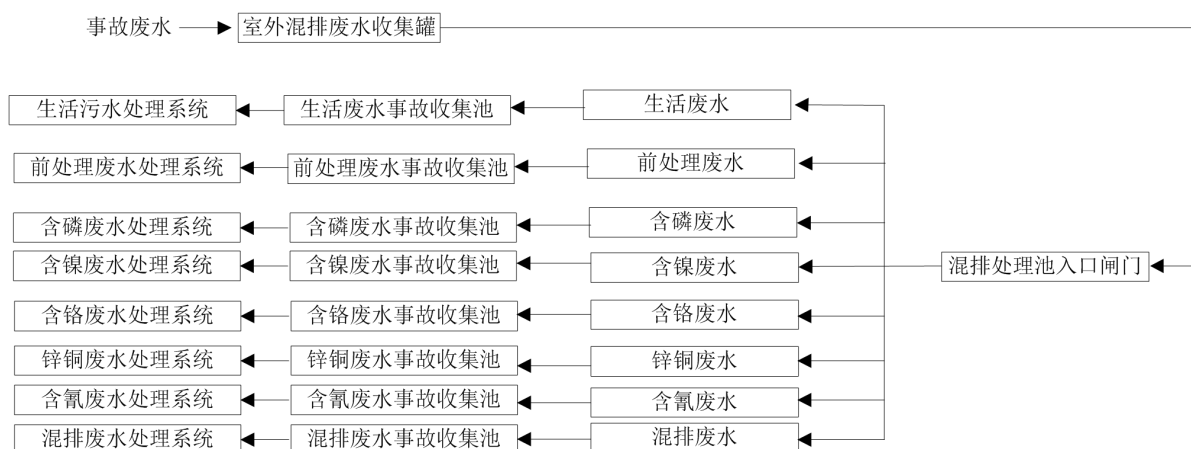 事故废水 室外混排废水收集罐
生活污水处理系统 生活废水事故收集池 生活废水
前处理废水处理系统 前处理废水事故收集池 前处理废水
含磷废水处理系统 含磷废水事故收集池 含磷废水
含镍废水处理系统 含镍废水事故收集池 含镍废水 混排处理池入口闸门
含铬废水处理系统 含铬废水事故收集池 含铬废水
锌铜废水处理系统 锌铜废水事故收集池 锌铜废水
含氰废水处理系统 含氰废水事故收集池 含氰废水
混排废水处理系统 混排废水事故收集池 混排废水